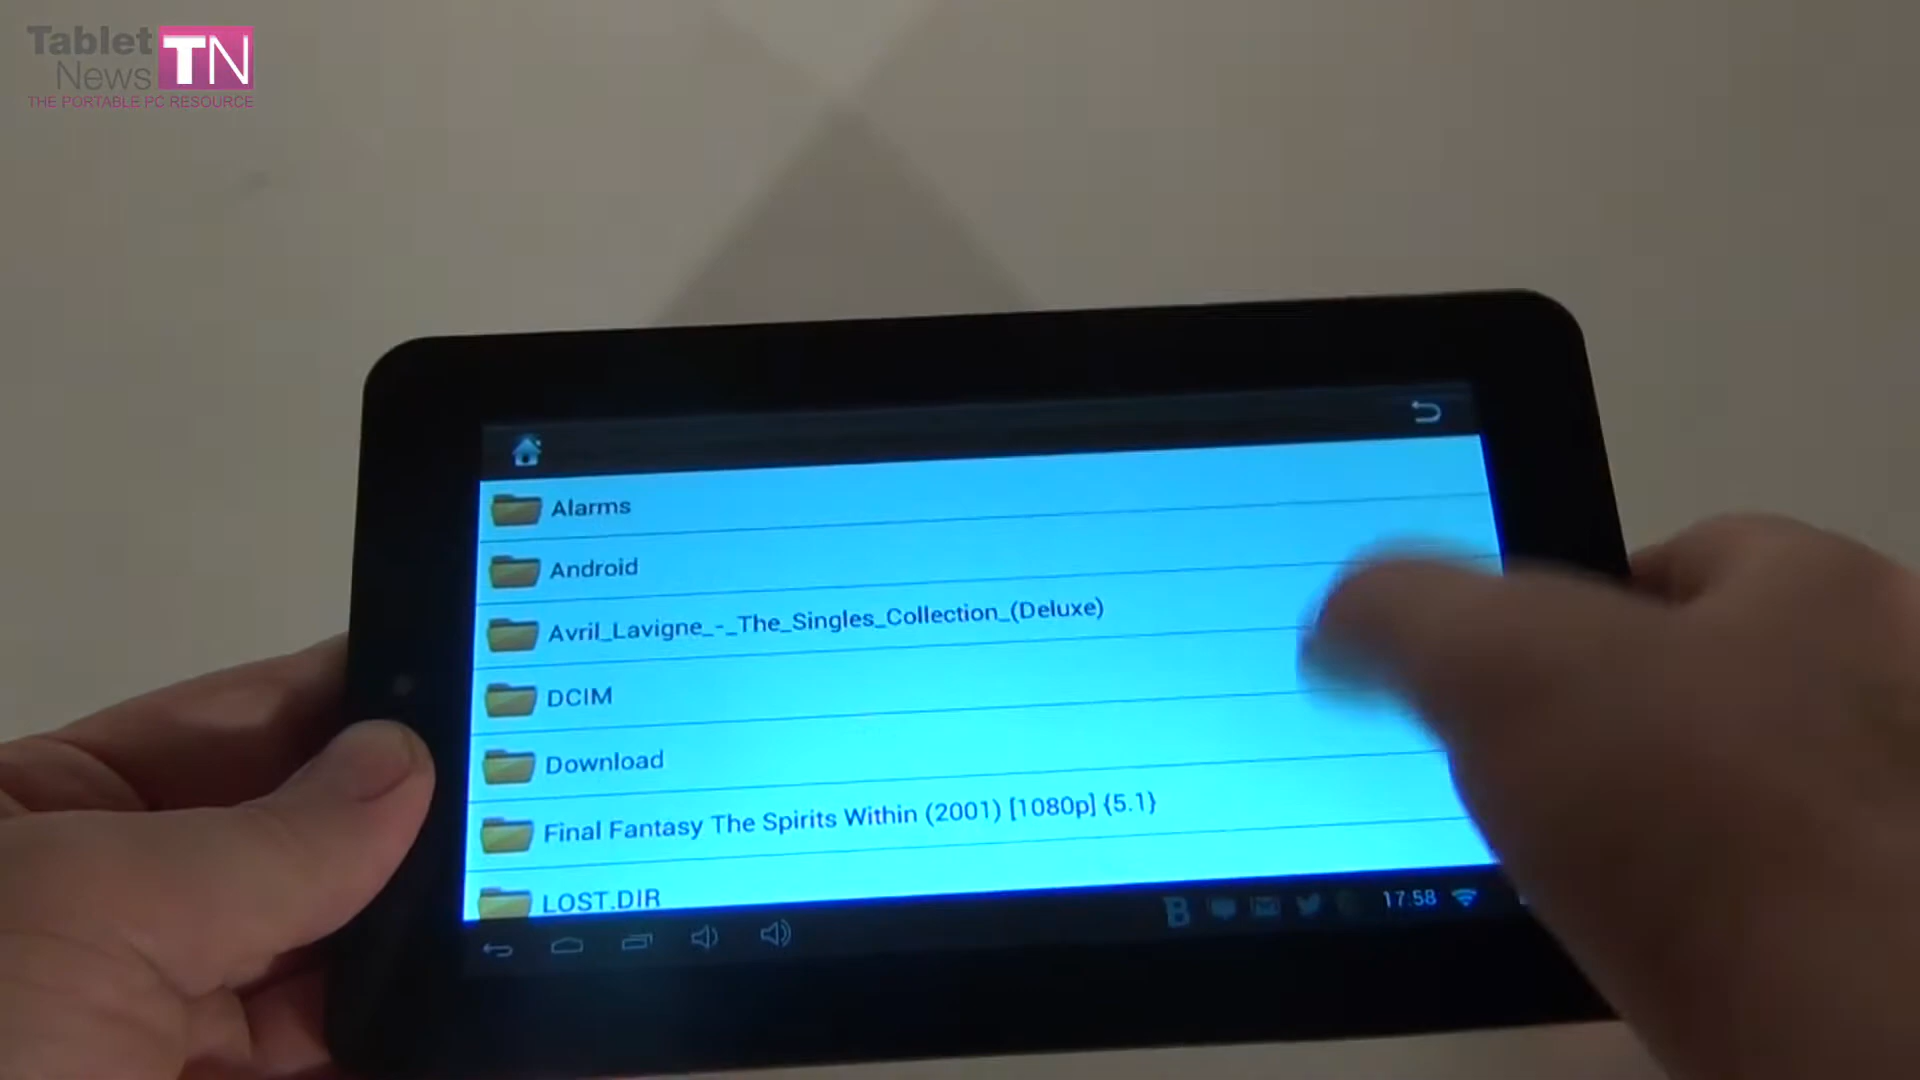 Tablet
News TN
THE PORTABLE PC RESOURCE
Alarms
Android
Avril_Lavigne_-_The_Singles_Collection_(Deluxe)
DCIM
Download
Final Fantasy The Spirits Within (2001) [1080p] {5.1}
LOST.DIR
B 17:58